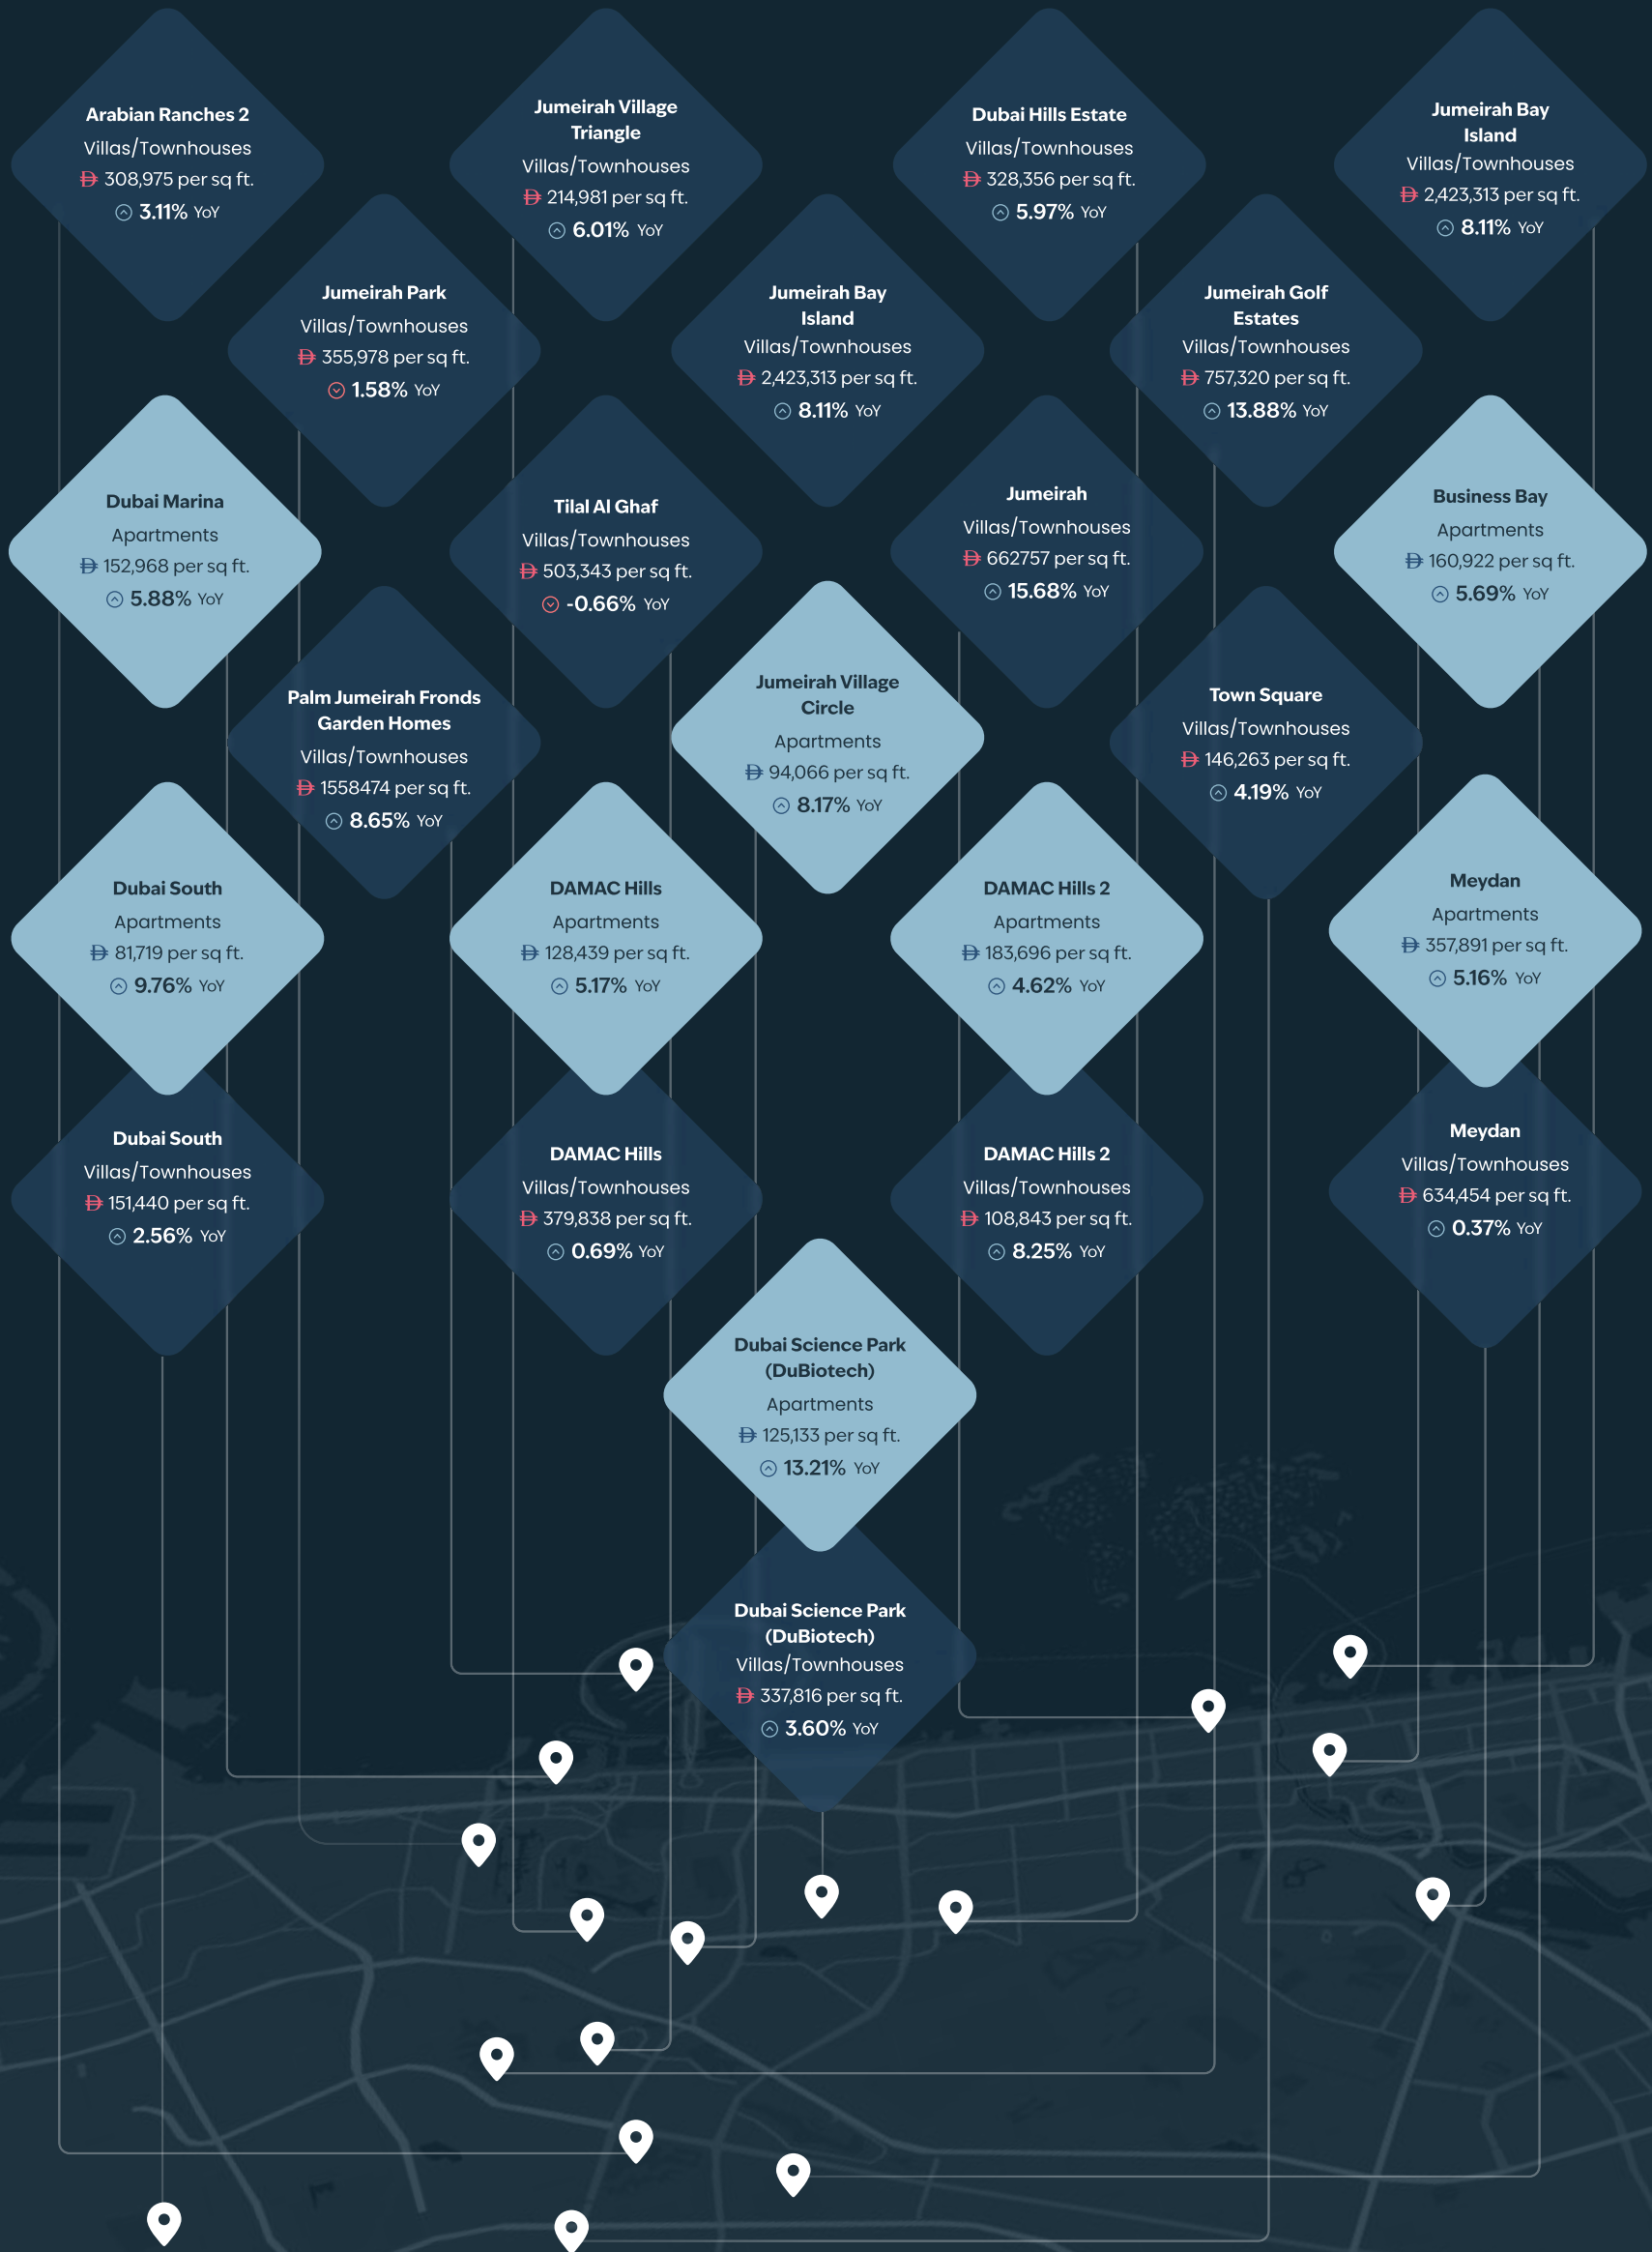 Arabian Ranches 2
Villas/Townhouses
308,975 per sq ft.
3.11% YoY
Jumeirah Village
Triangle
Villas/Townhouses
214,981 per sq ft.
6.01% YoY
Dubai Hills Estate
Villas/Townhouses
328,356 per sq ft.
5.97% YoY
Jumeirah Bay
Island
Villas/Townhouses
2,423,313 per sq ft.
8.11% YoY
Jumeirah Park
Villas/Townhouses
355,978 per sq ft.
1.58% YoY
Jumeirah Bay
Island
Villas/Townhouses
2,423,313 per sq ft.
8.11% YoY
Jumeirah Golf
Estates
Villas/Townhouses
757,320 per sq ft.
13.88% YoY
Dubai Marina
Apartments
152,968 per sq ft.
5.88% YoY
Tilal Al Ghaf
Villas/Townhouses
503,343 per sq ft.
-0.66% YoY
Jumeirah
Villas/Townhouses
662757 per sq ft.
15.68% YoY
Business Bay
Apartments
160,922 per sq ft.
5.69% YoY
Palm Jumeirah Fronds
Garden Homes
Villas/Townhouses
1558474 per sq ft.
8.65% YoY
Jumeirah Village
Circle
Apartments
94,066 per sq ft.
8.17% YoY
Town Square
Villas/Townhouses
146,263 per sq ft.
4.19% YoY
Dubai South
Apartments
81,719 per sq ft.
9.76% YoY
DAMAC Hills
Apartments
128,439 per sq ft.
5.17% YoY
DAMAC Hills 2
Apartments
183,696 per sq ft.
4.62% YoY
Meydan
Apartments
357,891 per sq ft.
5.16% YoY
Dubai South
Villas/Townhouses
151,440 per sq ft.
2.56% YoY
DAMAC Hills
Villas/Townhouses
379,838 per sq ft.
0.69% YoY
DAMAC Hills 2
Villas/Townhouses
108,843 per sq ft.
8.25% YoY
Meydan
Villas/Townhouses
634,454 per sq ft.
0.37% YoY
Dubai Science Park
(DuBiotech)
Apartments
125,133 per sq ft.
13.21% YoY
Dubai Science Park
(DuBiotech)
Villas/Townhouses
337,816 per sq ft.
3.60% YoY